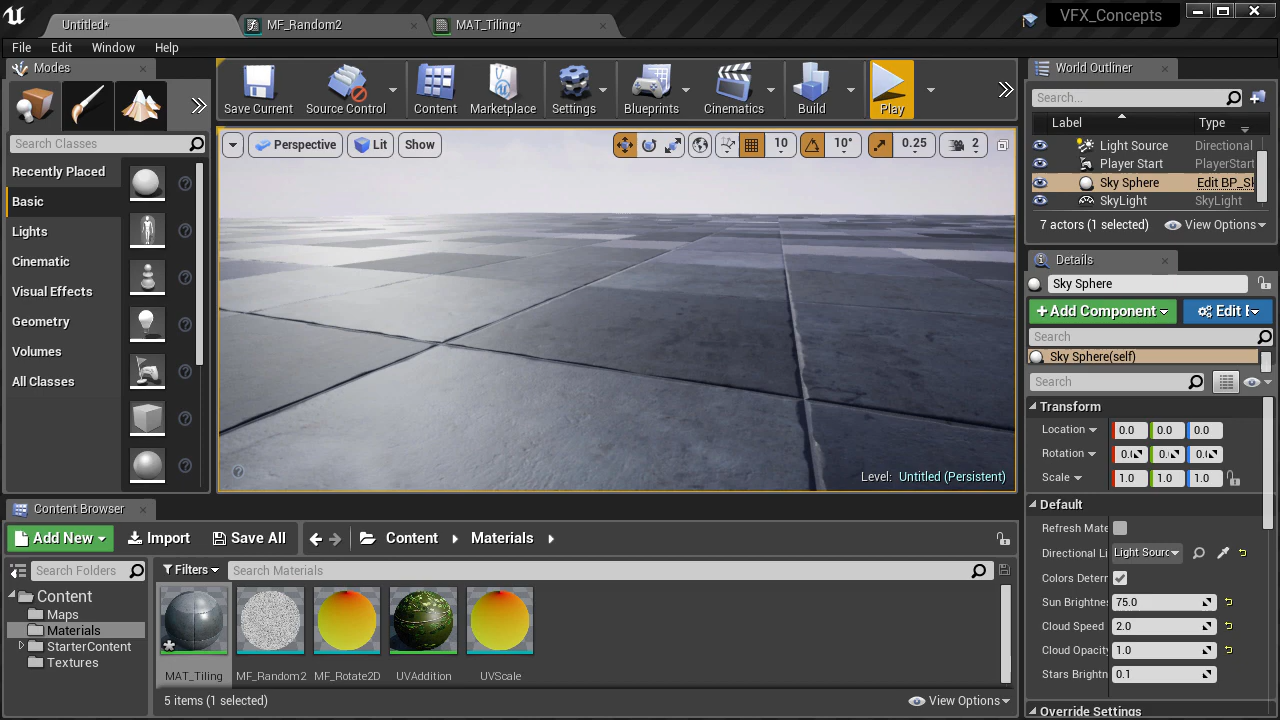 Untitled*
MF_Random2
MAT_Tiling*
VFX_Concepts
File Edit Window Help
Modes
Search Classes
Recently Placed
Basic
Lights
Cinematic
Visual Effects
Geometry
Volumes
All Classes
Save Current
Source Control
Content
Marketplace
Settings
Blueprints
Cinematics
Build
Play
Perspective
Lit
Show
10
10°
0.25
2
Level: Untitled (Persistent)
World Outliner
Search...
Label Type
Light Source Directional
Player Start PlayerStart
Sky Sphere Edit BP_Sk
SkyLight SkyLight
7 actors (1 selected) View Options
Details
Sky Sphere
+Add Component
Edit
Search
Sky Sphere(self)
Search
Transform
Location 0.0 0.0 0.0
Rotation 0. 0. 0.
Scale 1.0 1.0 1.0
Default
Refresh Mate
Directional Li Light Sourc
Colors Deterr
Sun Brightne 75.0
Cloud Speed 2.0
Cloud Opacity 1.0
Stars Brightn 0.1
Override Settings
Content Browser
Add New
Import
Save All
Content
Materials
Search Folders
Filters
Search Materials
Content
Maps
Materials
StarterContent
Textures
MAT_Tiling
MF_Random2
MF_Rotate2D
UVAddition
UVScale
5 items (1 selected)
View Options